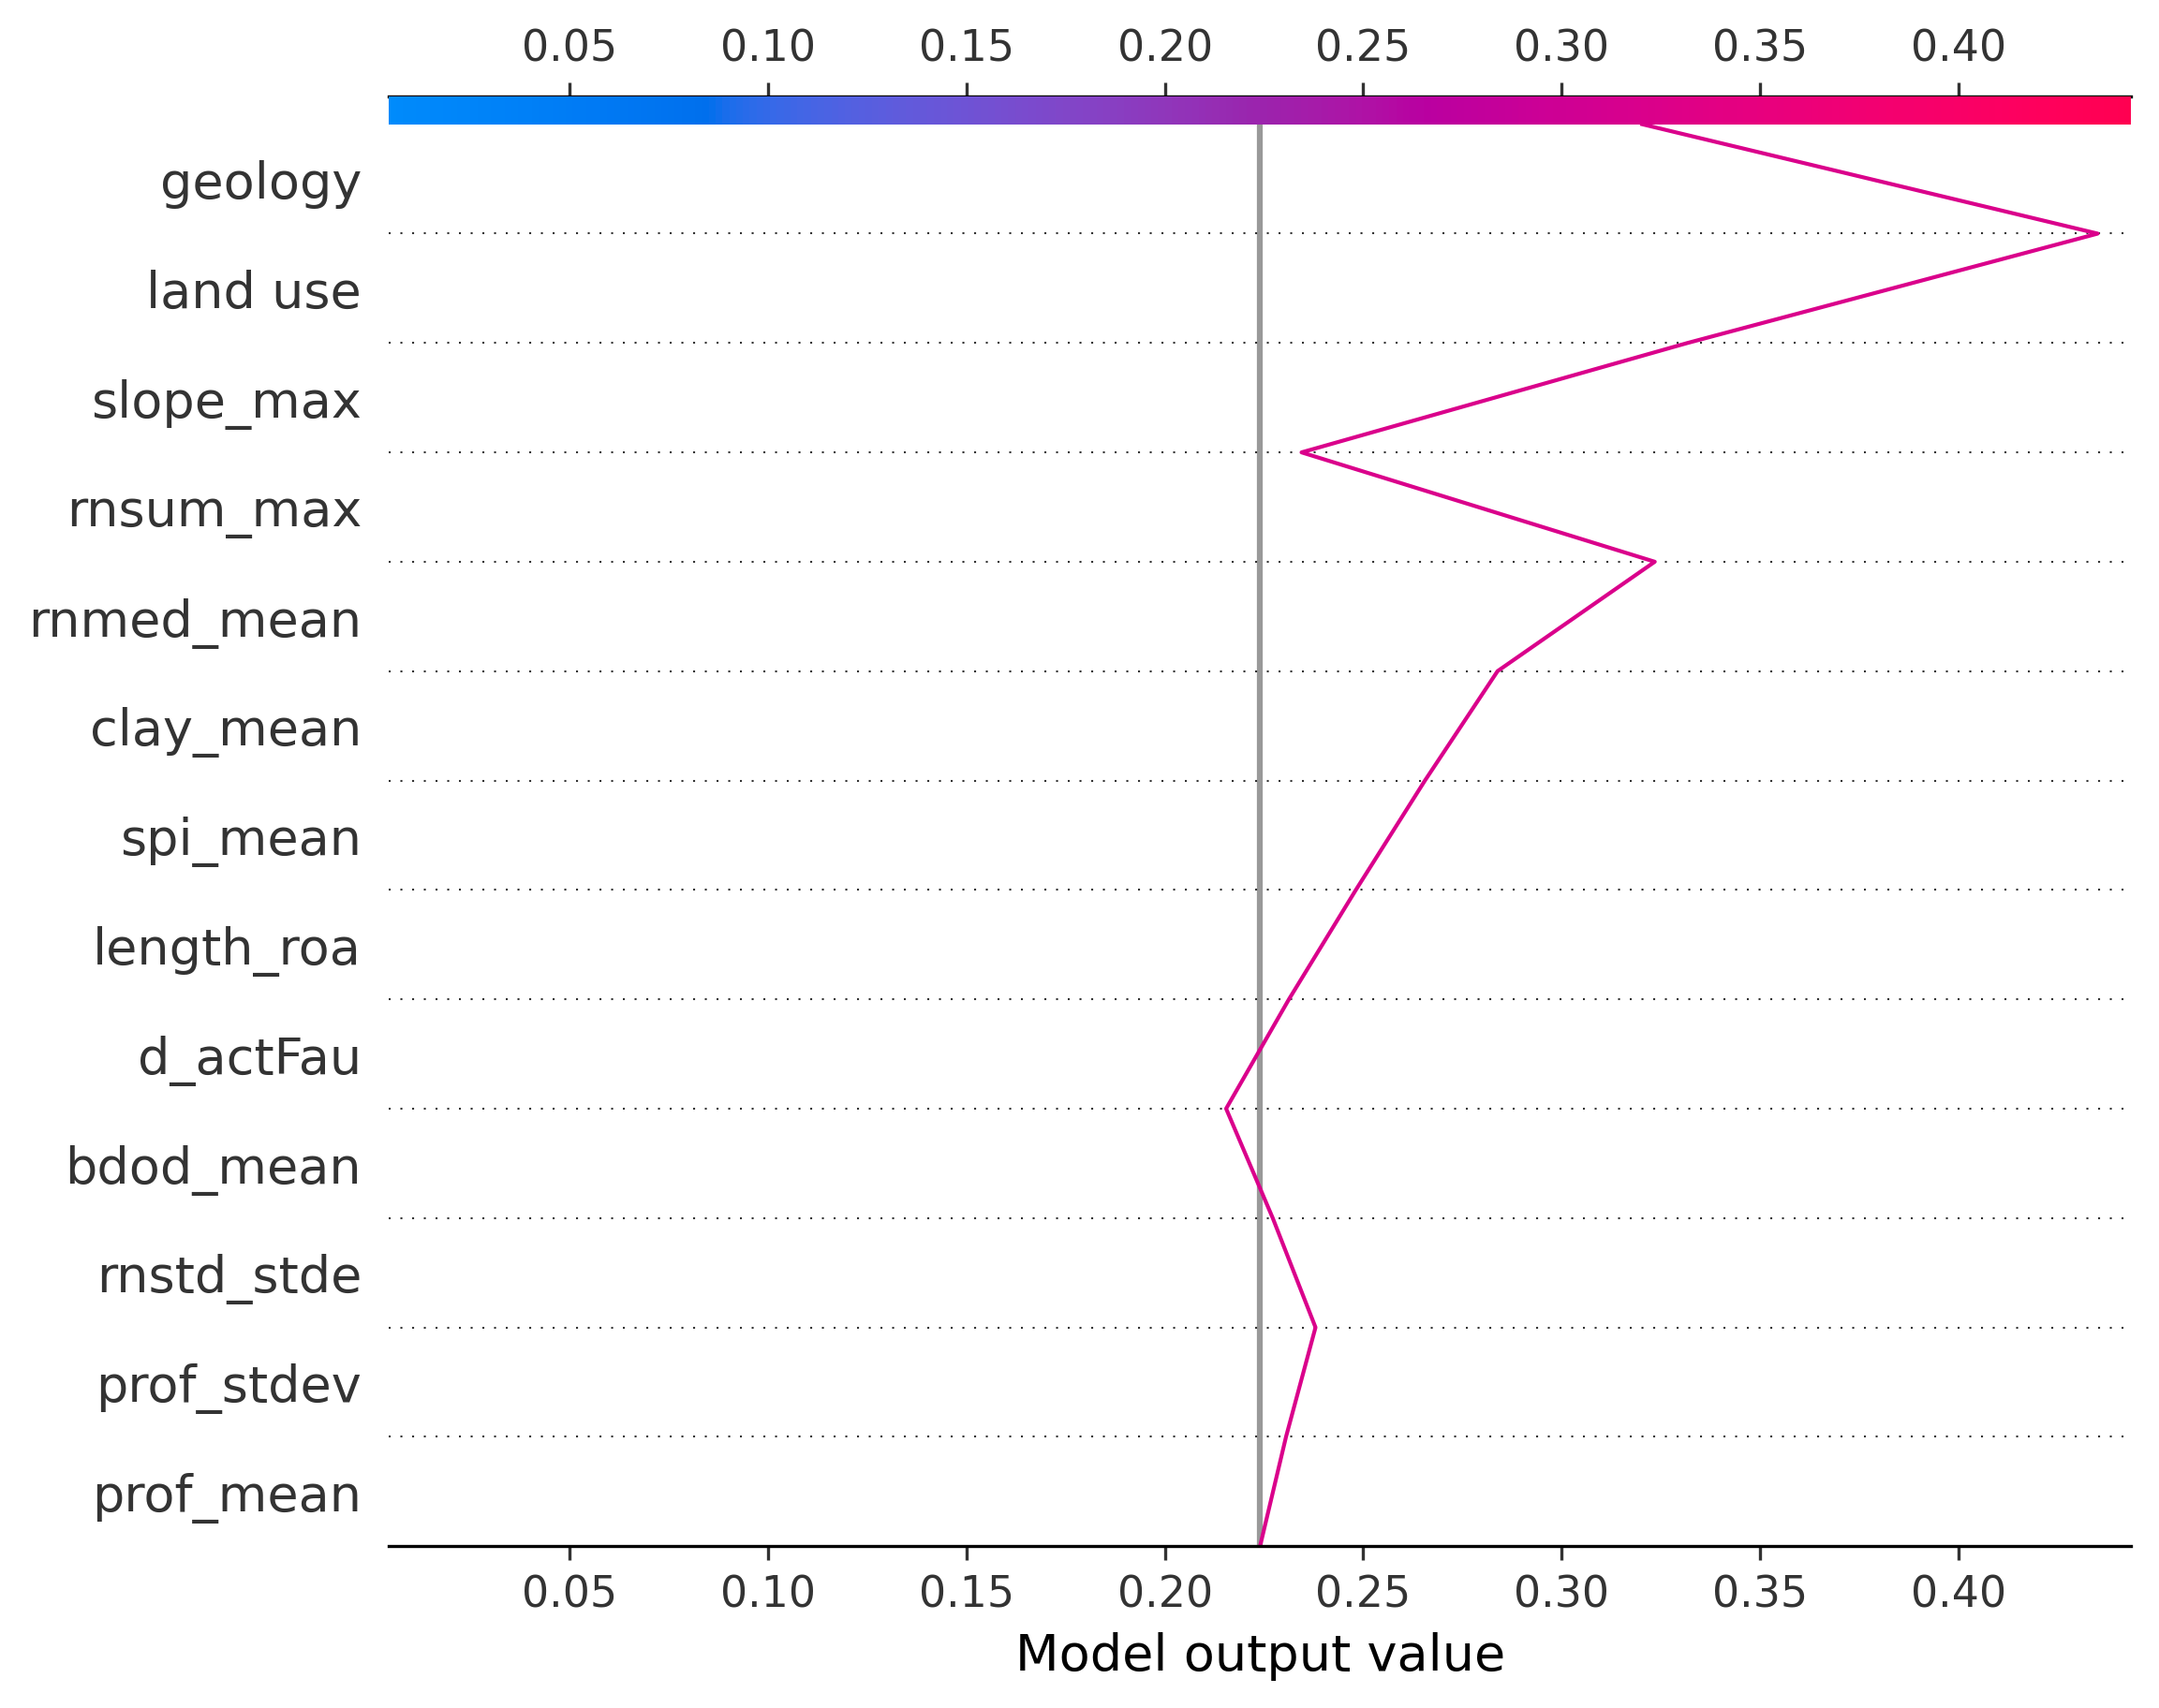 0.05 0.10 0.15 0.20 0.25 0.30 0.35 0.40
geology
land use
slope_max
rnsum_max
rnmed_mean
clay_mean
spi_mean
length_roa
d_actFau
bdod_mean
rnstd_stde
prof_stdev
prof_mean
0.05 0.10 0.15 0.20 0.25 0.30 0.35 0.40
Model output value